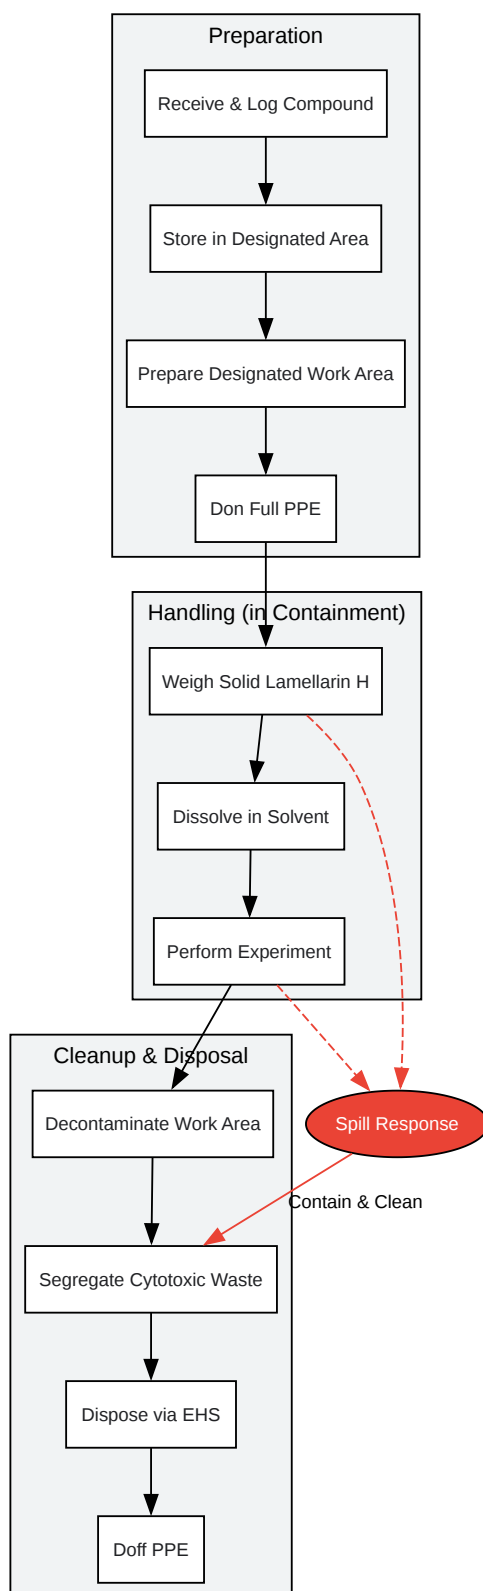 Preparation
Receive & Log Compound
Store in Designated Area
Prepare Designated Work Area
Don Full PPE
Handling (in Containment)
Weigh Solid Lamellarin H
Dissolve in Solvent
Perform Experiment
Cleanup & Disposal
Decontaminate Work Area
Spill Response
Contain & Clean
Segregate Cytotoxic Waste
Dispose via EHS
Doff PPE